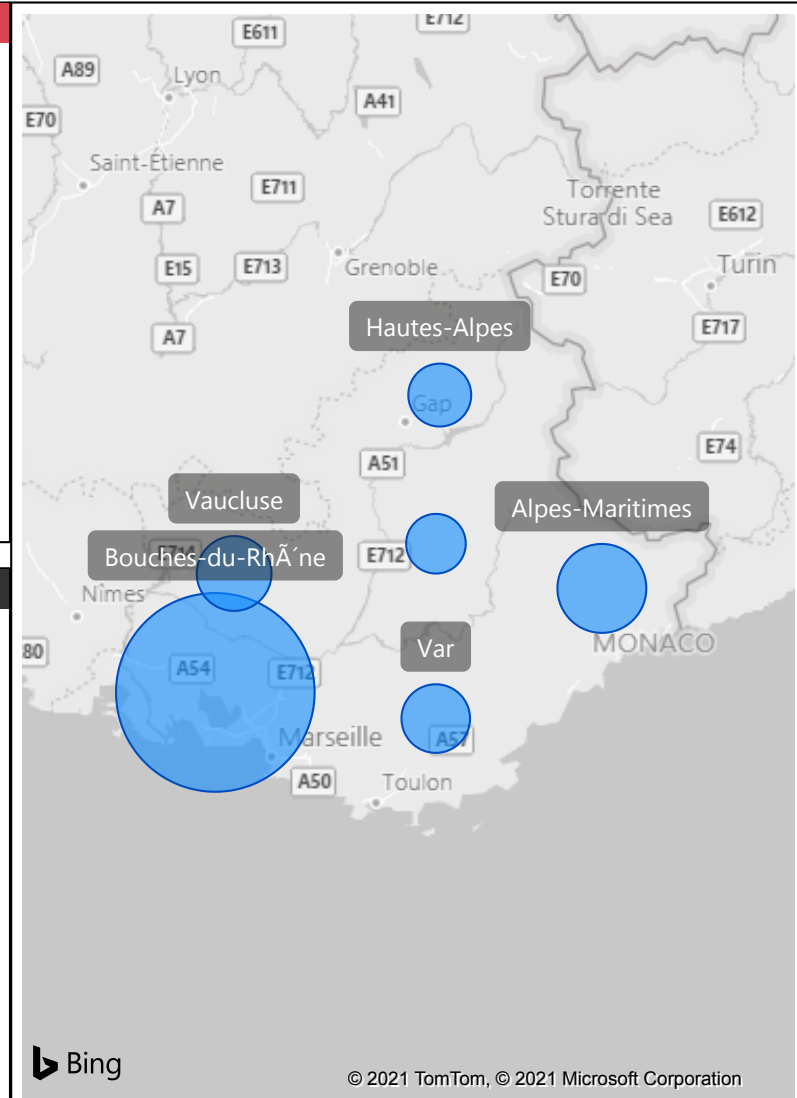 E712
E611
A89
Lyon
A41
E70
Saint-Étienne
E711
Torrente
Stura di Sea
A7
E612
E15
E713
Grenoble
E70
Turin
Hautes-Alpes
A7
E717
Gap
E74
A51
Vaucluse
Alpes-Maritimes
Bouches-du-RhÃ´ne
E712
Nîmes
MONACO
Var
80
A54
E712
Marseille
A57
A50
Toulon
Bing
© 2021 TomTom, © 2021 Microsoft Corporation